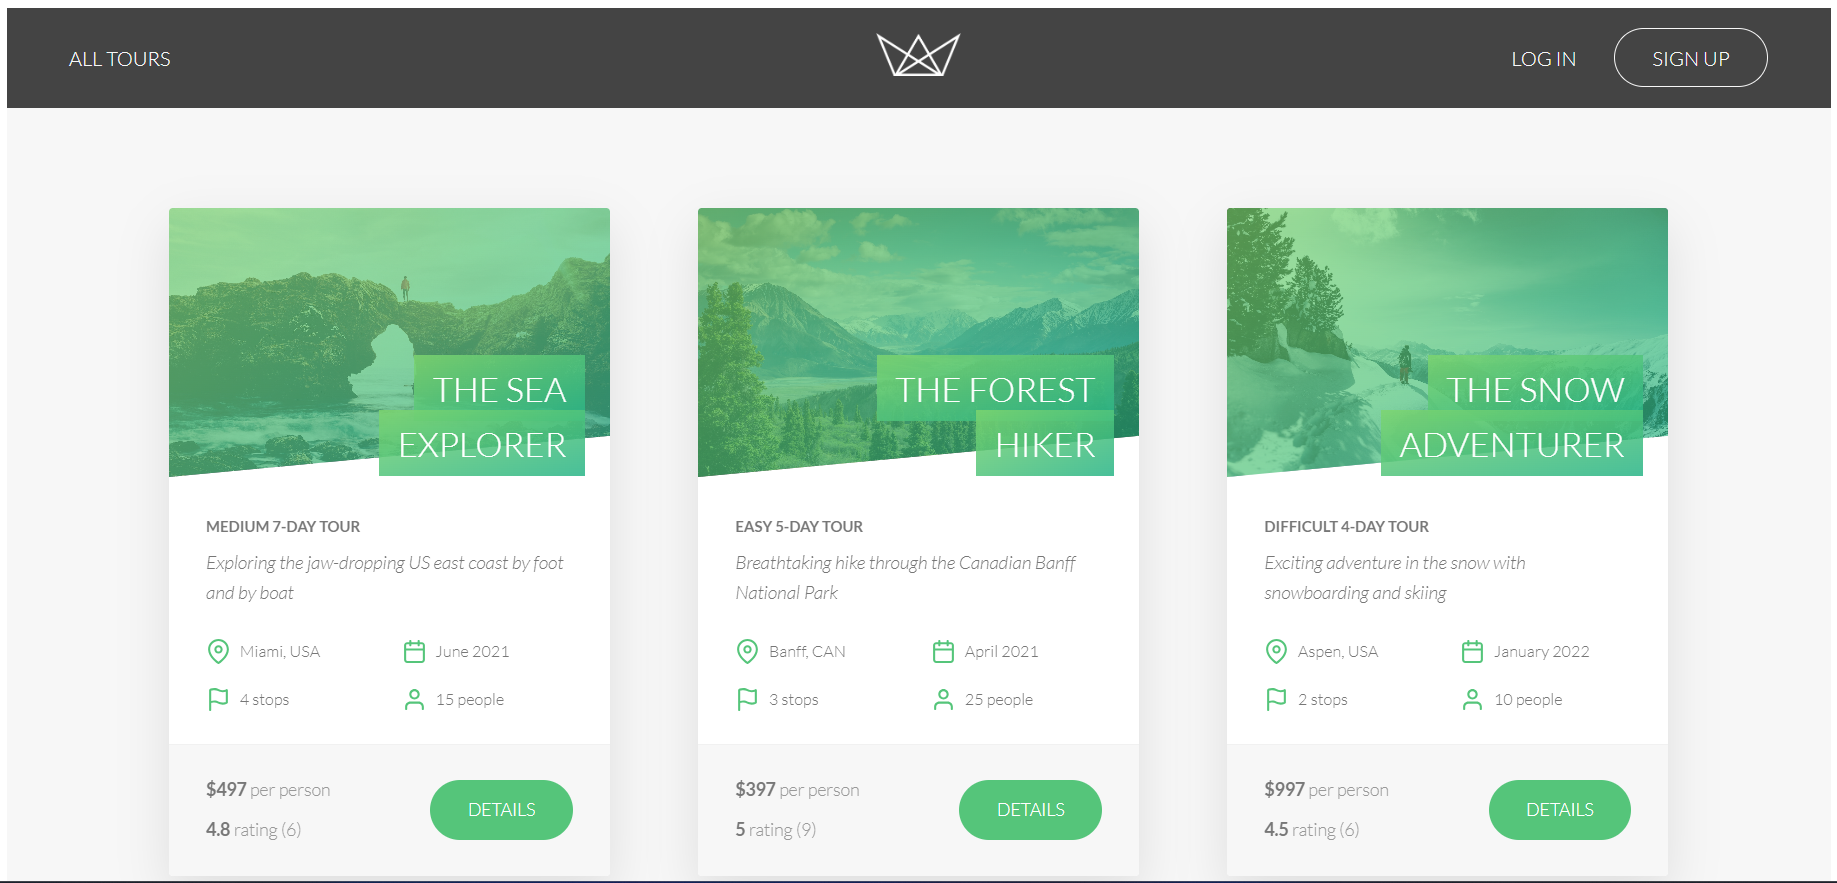 ALL TOURS
LOG IN
SIGN UP
THE SEA
EXPLORER
MEDIUM 7-DAY TOUR
Exploring the jaw-dropping US east coast by foot
and by boat
Miami, USA
June 2021
4 stops
15 people
$497 per person
4.8 rating (6)
DETAILS
THE FOREST
HIKER
EASY 5-DAY TOUR
Breathtaking hike through the Canadian Banff
National Park
Banff, CAN
April 2021
3 stops
25 people
$397 per person
5 rating (9)
DETAILS
THE SNOW
ADVENTURER
DIFFICULT 4-DAY TOUR
Exciting adventure in the snow with
snowboarding and skiing
Aspen, USA
January 2022
2 stops
10 people
$997 per person
4.5 rating (6)
DETAILS